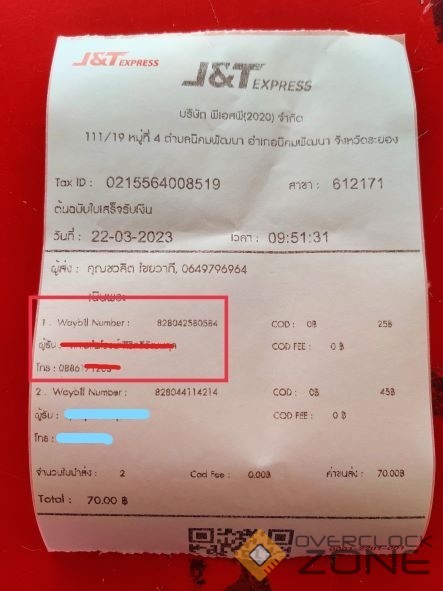 J&T EXPRESS
J&T EXPRESS
บริษัท พีเอสพี(2020) จำกัด
111/19 หมู่ที่ 4 ตำบลนิคมพัฒนา อำเภอนิคมพัฒนา จังหวัดระยอง
Tax ID : 0215564008519 สาขา : 612171
ต้นฉบับใบเสร็จรับเงิน
วันที่ : 22-03-2023 เวลา : 09:51:31
ผู้ส่ง : คุณชวลิต ไชยวาที, 0649796964
เนินพระ
1 . Waybill Number : 828042580584 COD : 0฿ 25฿
ผู้รับ : COD FEE : 0 ฿
โทร :
2 . Waybill Number : 828044114214 COD : 0฿ 45฿
ผู้รับ : COD FEE : 0 ฿
โทร :
จำนวนใบนำส่ง : 2 Cod Fee : 0.00฿ ค่าขนส่ง : 70.00฿
Total : 70.00 ฿
OVERCLOCK
ZONE